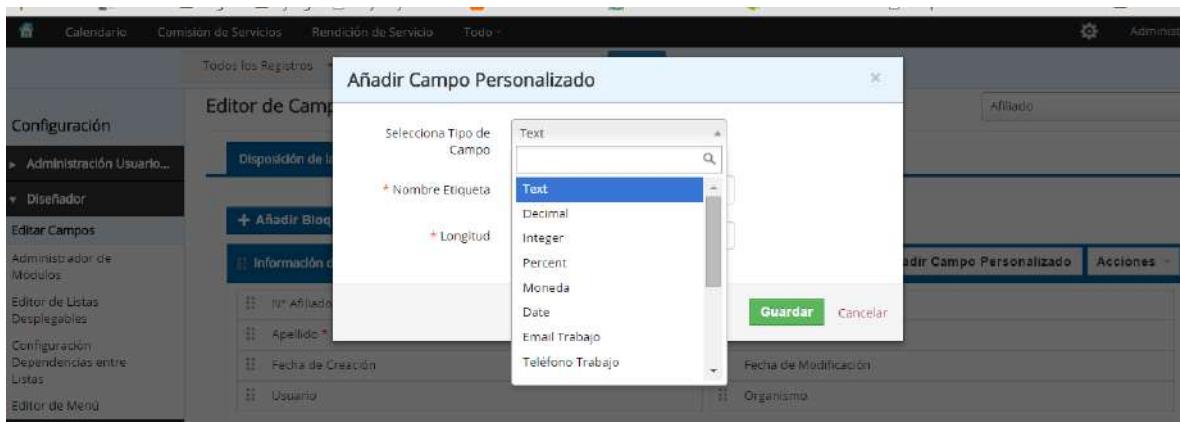 Calendario Comisión de Servicios Rendición de Servicio Todo
Todos los Registros
Añadir Campo Personalizado ×
Editor de Camp
Afiliado
Configuración
Selecciona Tipo de
Campo
Text
Administración Usuario...
Disposición de la
* Nombre Etiqueta
Text
Diseñador
Decimal
+ Añadir Bloq
Editar Campos
* Longitud
Integer
Administrador de
Módulos
Información d
Percent
adir Campo Personalizado Acciones
Moneda
Editor de Listas
Desplegables
Nº Afiliado
Date
Guardar Cancelar
Configuración
Dependencias entre
Listas
Apellido *
Email Trabajo
Fecha de Creación
Teléfono Trabajo
Fecha de Modificación
Editor de Menú
Usuario
Organismo